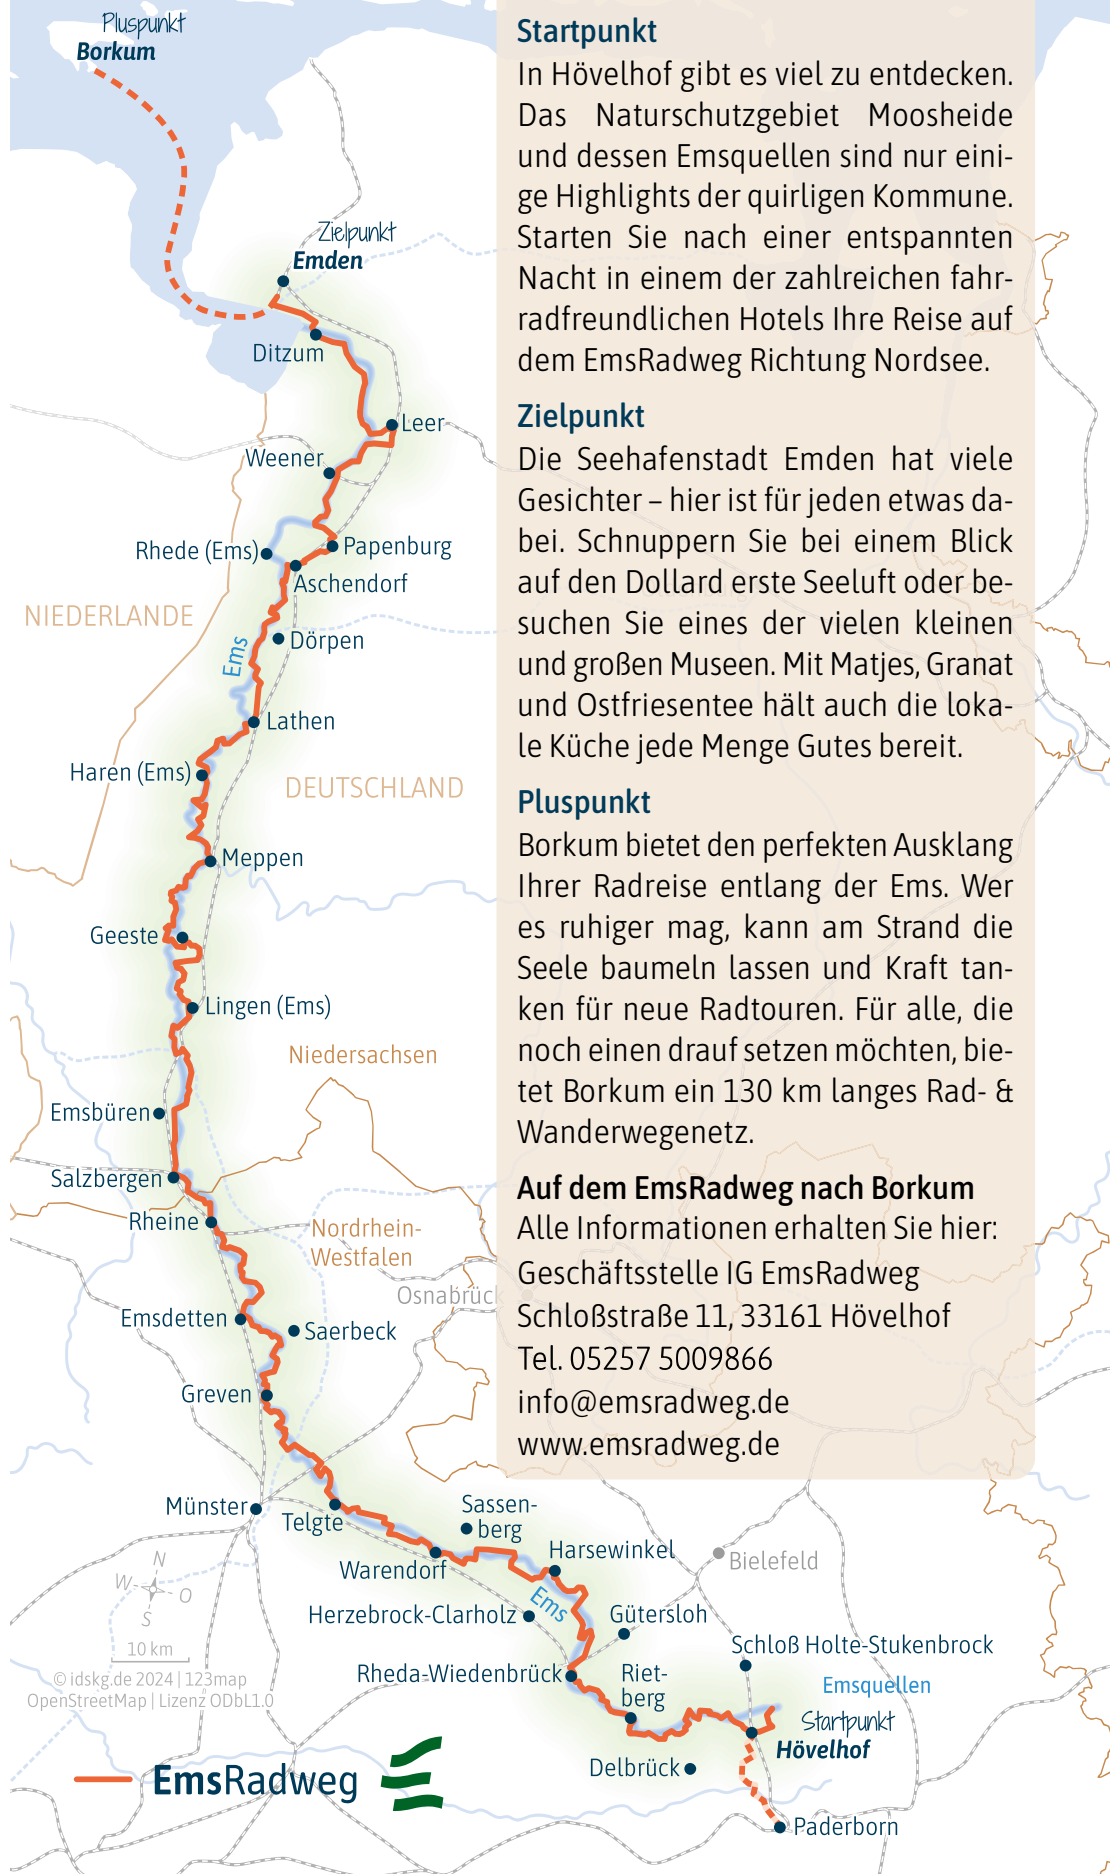 Pluspunkt
Borkum
Zielpunkt
Emden
Ditzum
Leer
Weener
Rhede (Ems)
Papenburg
Aschendorf
NIEDERLANDE
Dörpen
Ems
Lathen
Haren (Ems)
DEUTSCHLAND
Meppen
Geeste
Lingen (Ems)
Niedersachsen
Emsbüren
Salzbergen
Rheine
Nordrhein-
Westfalen
Osnabrück
Emsdetten
Saerbeck
Greven
Münster
Telgte
Sassen-
berg
Warendorf
Harsewinkel
Bielefeld
Ems
Herzebrock-Clarholz
Gütersloh
Schloß Holte-Stukenbrock
Rheda-Wiedenbrück
Riet-
berg
Emsquellen
Startpunkt
Hövelhof
Delbrück
Paderborn
N
W
O
S
10 km
© idskg.de 2024 | 123map
OpenStreetMap | Lizenz ODbL1.0
EmsRadweg
Startpunkt
In Hövelhof gibt es viel zu entdecken.
Das Naturschutzgebiet Moosheide
und dessen Emsquellen sind nur eini-
ge Highlights der quirligen Kommune.
Starten Sie nach einer entspannten
Nacht in einem der zahlreichen fahr-
radfreundlichen Hotels Ihre Reise auf
dem EmsRadweg Richtung Nordsee.
Zielpunkt
Die Seehafenstadt Emden hat viele
Gesichter – hier ist für jeden etwas da-
bei. Schnuppern Sie bei einem Blick
auf den Dollard erste Seeluft oder be-
suchen Sie eines der vielen kleinen
und großen Museen. Mit Matjes, Granat
und Ostfriesentee hält auch die loka-
le Küche jede Menge Gutes bereit.
Pluspunkt
Borkum bietet den perfekten Ausklang
Ihrer Radreise entlang der Ems. Wer
es ruhiger mag, kann am Strand die
Seele baumeln lassen und Kraft tan-
ken für neue Radtouren. Für alle, die
noch einen drauf setzen möchten, bie-
tet Borkum ein 130 km langes Rad- &
Wanderwegenetz.
Auf dem EmsRadweg nach Borkum
Alle Informationen erhalten Sie hier:
Geschäftsstelle IG EmsRadweg
Schloßstraße 11, 33161 Hövelhof
Tel. 05257 5009866
info@emsradweg.de
www.emsradweg.de